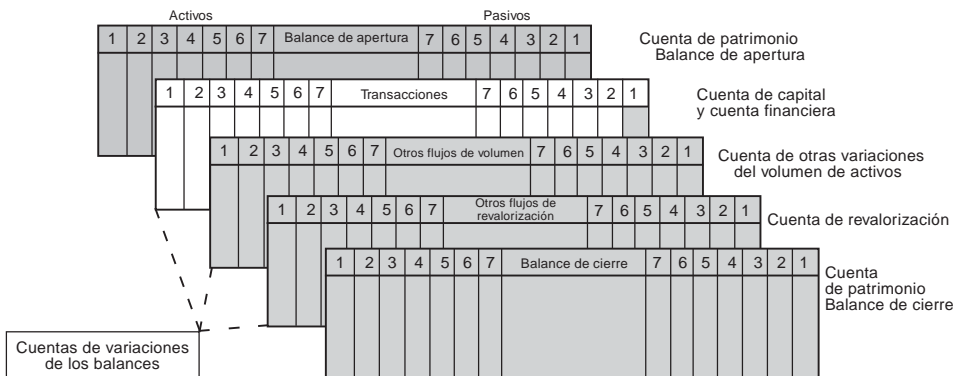 Activos Pasivos
1 2 3 4 5 6 7 Balance de apertura 7 6 5 4 3 2 1
Cuenta de patrimonio
Balance de apertura
1 2 3 4 5 6 7 Transacciones 7 6 5 4 3 2 1
Cuenta de capital
y cuenta financiera
1 2 3 4 5 6 7 Otros flujos de volumen 7 6 5 4 3 2 1
Cuenta de otras variaciones
del volumen de activos
1 2 3 4 5 6 7 Otros flujos de
revalorización 7 6 5 4 3 2 1
Cuenta de revalorización
1 2 3 4 5 6 7 Balance de cierre 7 6 5 4 3 2 1
Cuenta
de patrimonio
Balance de cierre
Cuentas de variaciones
de los balances